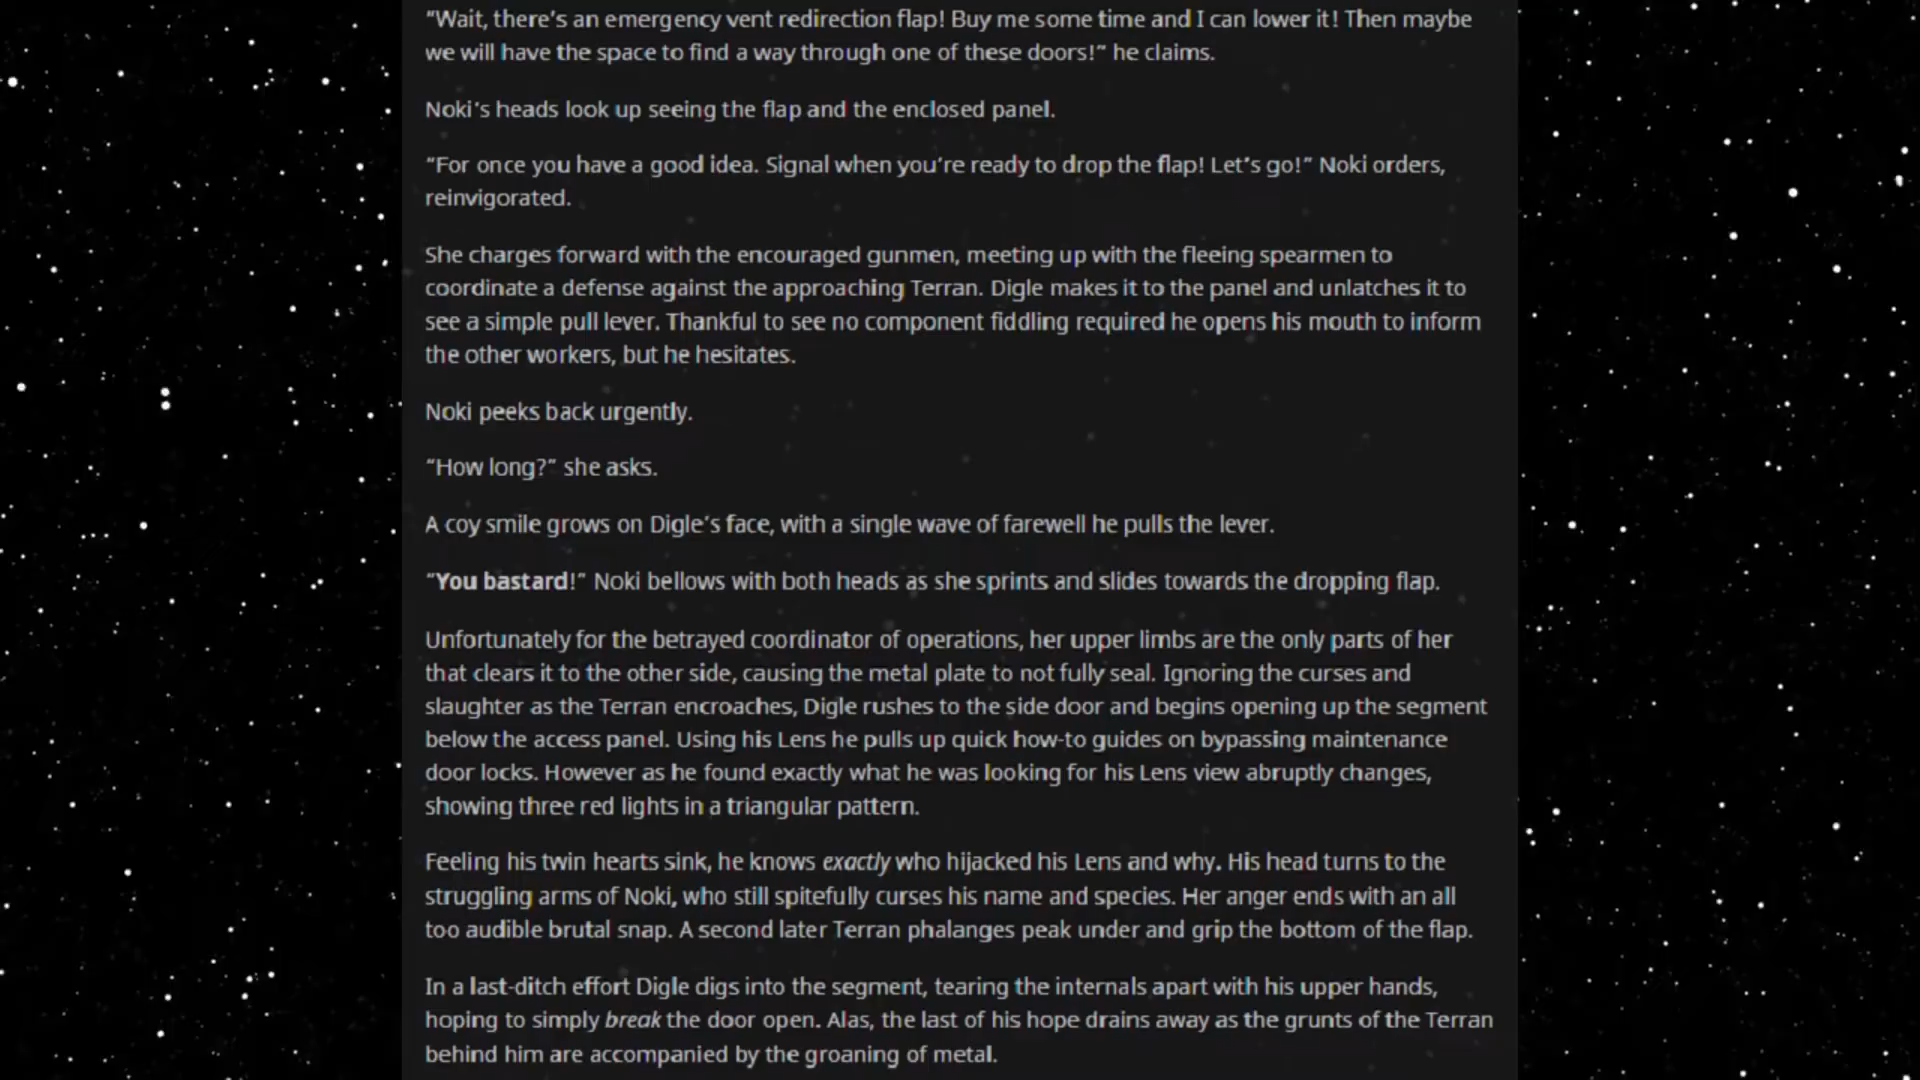 “Wait, there’s an emergency vent redirection flap! Buy me some time and I can lower it! Then maybe
we will have the space to find a way through one of these doors!” he claims.
Noki’s heads look up seeing the flap and the enclosed panel.
“For once you have a good idea. Signal when you’re ready to drop the flap! Let’s go!” Noki orders,
reinvigorated.
She charges forward with the encouraged gunmen, meeting up with the fleeing spearmen to
coordinate a defense against the approaching Terran. Digle makes it to the panel and unlatches it to
see a simple pull lever. Thankful to see no component fiddling required he opens his mouth to inform
the other workers, but he hesitates.
Noki peeks back urgently.
“How long?” she asks.
A coy smile grows on Digle’s face, with a single wave of farewell he pulls the lever.
“You bastard!” Noki bellows with both heads as she sprints and slides towards the dropping flap.
Unfortunately for the betrayed coordinator of operations, her upper limbs are the only parts of her
that clears it to the other side, causing the metal plate to not fully seal. Ignoring the curses and
slaughter as the Terran encroaches, Digle rushes to the side door and begins opening up the segment
below the access panel. Using his Lens he pulls up quick how-to guides on bypassing maintenance
door locks. However as he found exactly what he was looking for his Lens view abruptly changes,
showing three red lights in a triangular pattern.
Feeling his twin hearts sink, he knows exactly who hijacked his Lens and why. His head turns to the
struggling arms of Noki, who still spitefully curses his name and species. Her anger ends with an all
too audible brutal snap. A second later Terran phalanges peak under and grip the bottom of the flap.
In a last-ditch effort Digle digs into the segment, tearing the internals apart with his upper hands,
hoping to simply break the door open. Alas, the last of his hope drains away as the grunts of the Terran
behind him are accompanied by the groaning of metal.